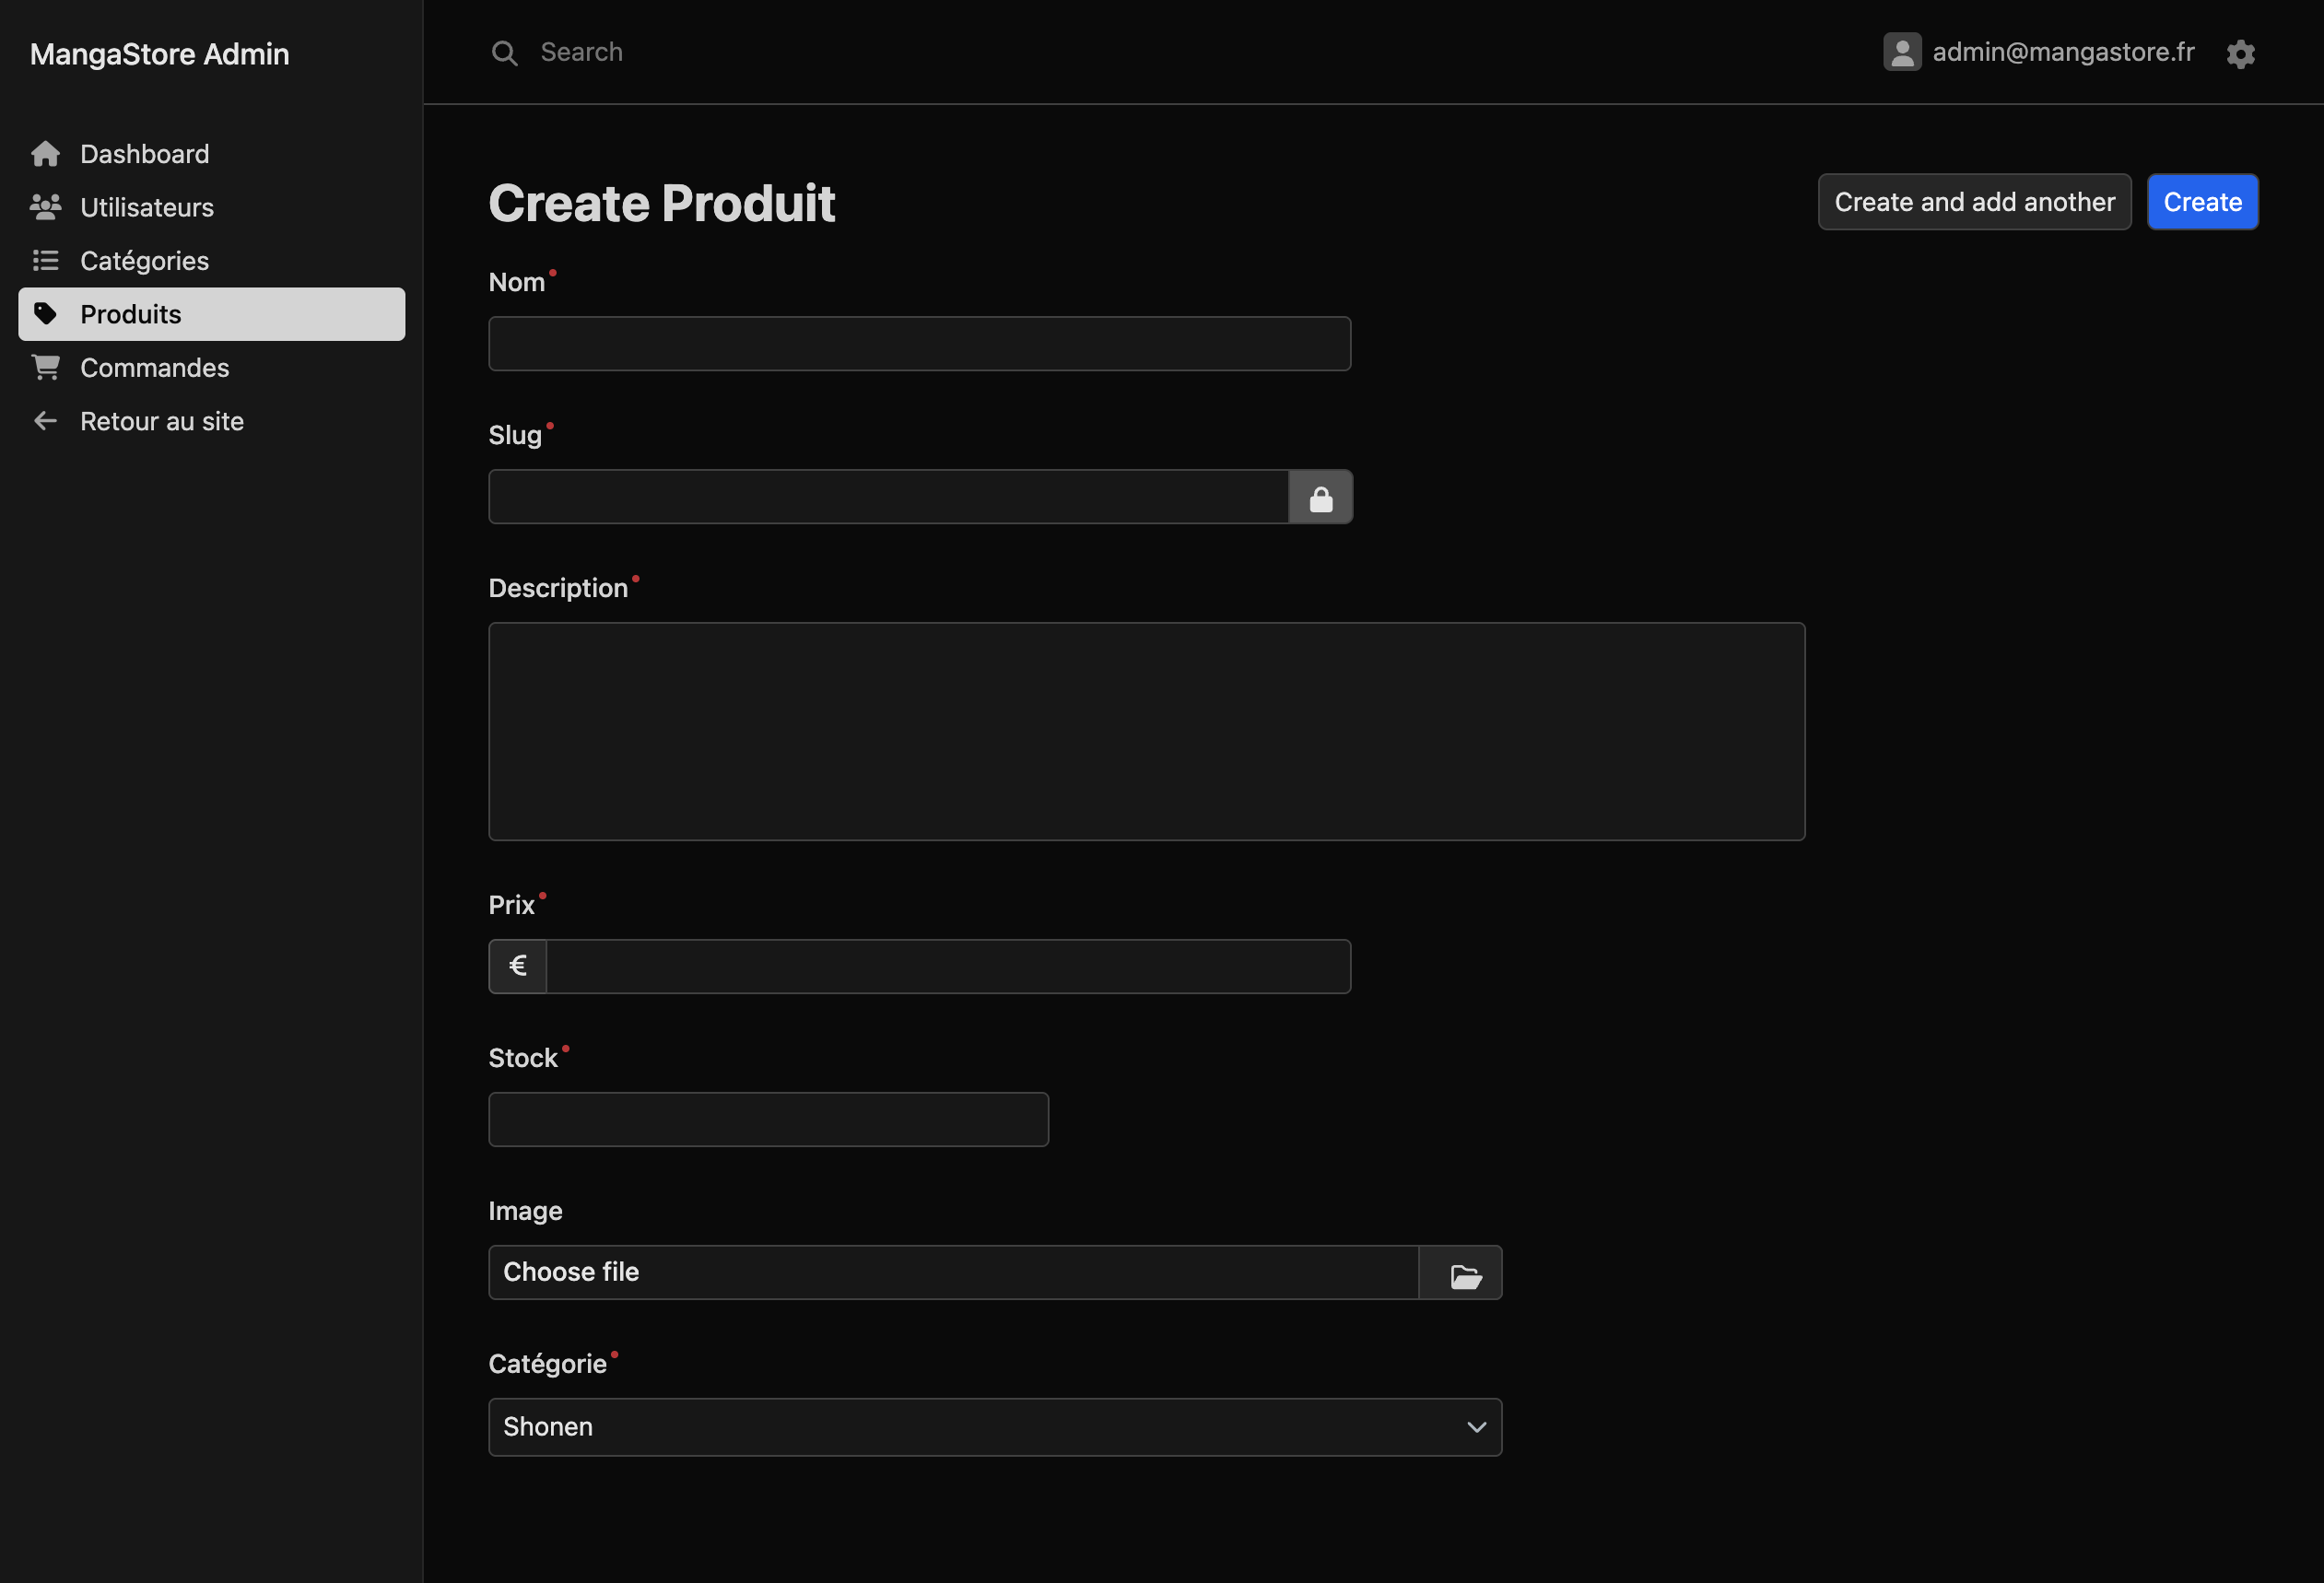 MangaStore Admin
Search
admin@mangastore.fr
Dashboard
Utilisateurs
Catégories
Produits
Commandes
Retour au site
Create Produit
Create and add another
Create
Nom
Slug
Description
Prix
€
Stock
Image
Choose file
Catégorie
Shonen